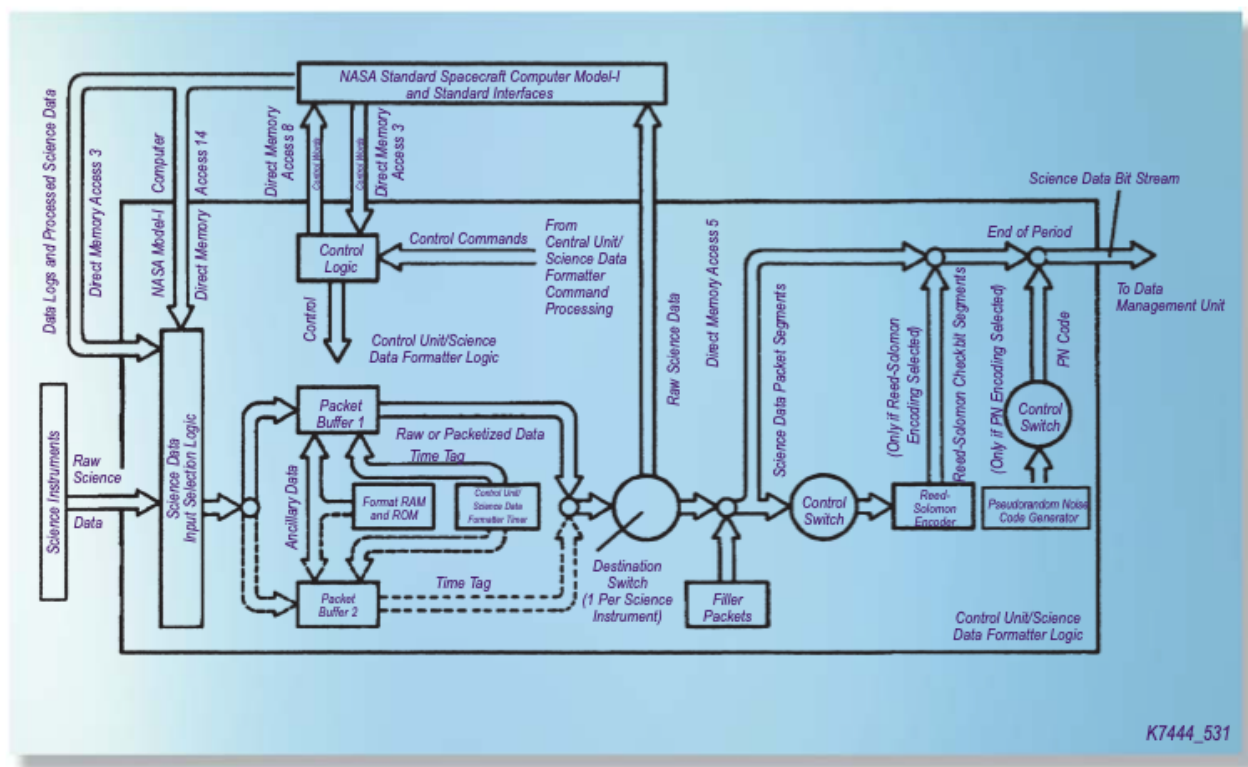 NASA Standard Spacecraft Computer Model-I
and Standard Interfaces
Data Logs and Processed Science Data
Direct Memory Access 3
NASA Model-I Computer
Direct Memory Access 14
Direct Memory
Access 8
Control Words
Control Words
Direct Memory
Access 3
Science Data Bit Stream
Control
Logic
Control Commands
From
Central Unit/
Science Data
Formatter
Command
Processing
Control
Control Unit/Science
Data Formatter Logic
Raw Science Data
Direct Memory Access 5
Science Data Packet Segments
(Only if Reed-Solomon
Encoding Selected)
Reed-Solomon Checkbit Segments
End of Period
(Only if PN Encoding Selected)
PN Code
To Data
Management Unit
Science Instruments
Raw
Science
Data
Science Data
Input Selection Logic
Packet
Buffer 1
Raw or Packetized Data
Time Tag
Ancillary Data
Format RAM
and ROM
Control Unit/
Science Data
Formatter Timer
Packet
Buffer 2
Time Tag
Destination
Switch
(1 Per Science
Instrument)
Filler
Packets
Control
Switch
Reed-
Solomon
Encoder
Control
Switch
Pseudorandom Noise
Code Generator
Control Unit/Science
Data Formatter Logic
K7444_531